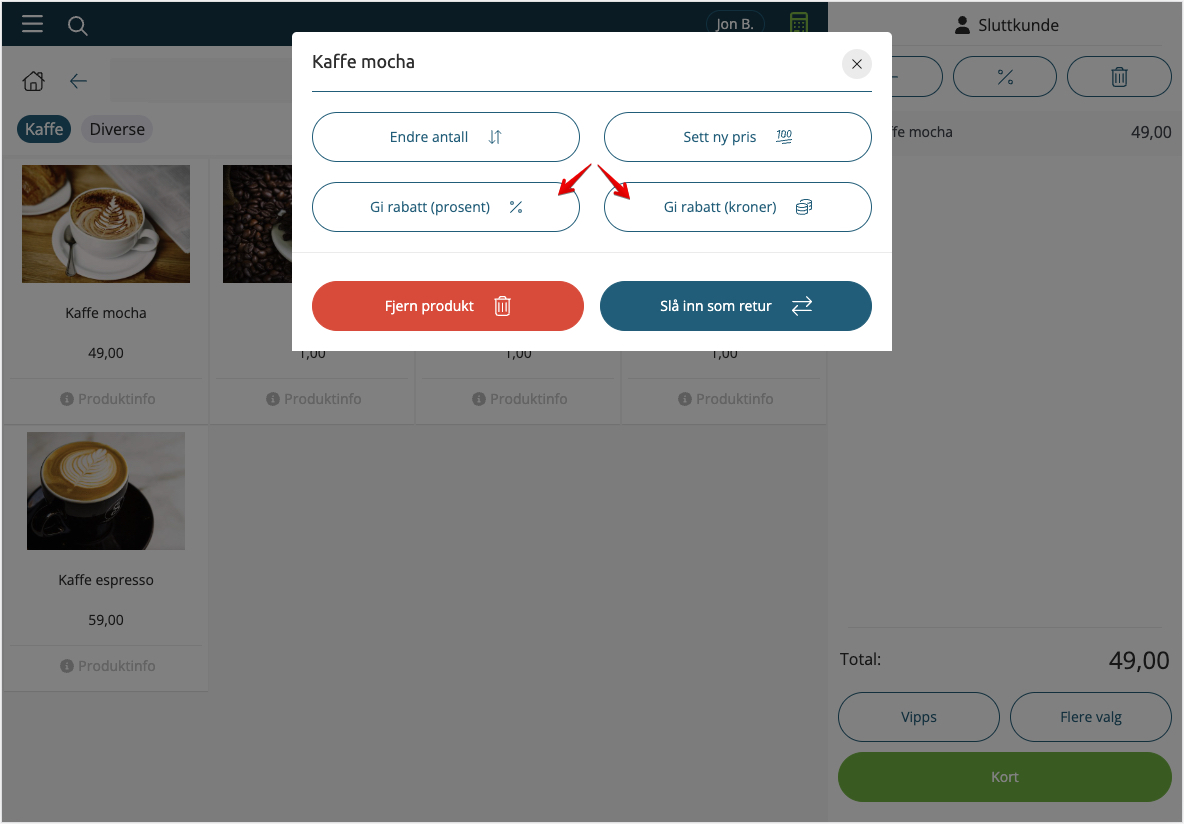 Jon B.
Sluttkunde
Kaffe mocha
Endre antall
Sett ny pris 100
Gi rabatt (prosent) %
Gi rabatt (kroner)
Fjern produkt
Slå inn som retur
Kaffe
Diverse
%
mocha 49,00
Kaffe mocha
49,00
1,00
1,00
1,00
Produktinfo
Produktinfo
Produktinfo
Produktinfo
Kaffe espresso
59,00
Produktinfo
Total: 49,00
Vipps
Flere valg
Kort